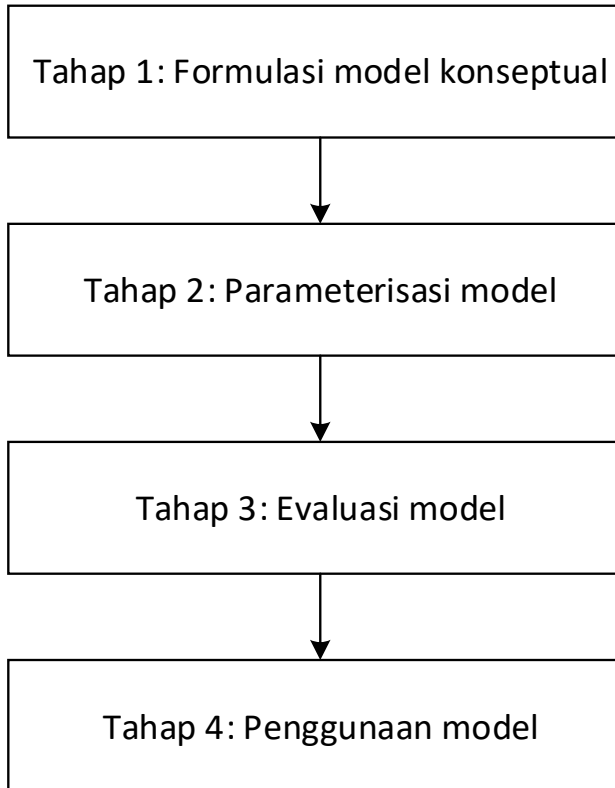 Tahap 1: Formulasi model konseptual
Tahap 2: Parameterisasi model
Tahap 3: Evaluasi model
Tahap 4: Penggunaan model